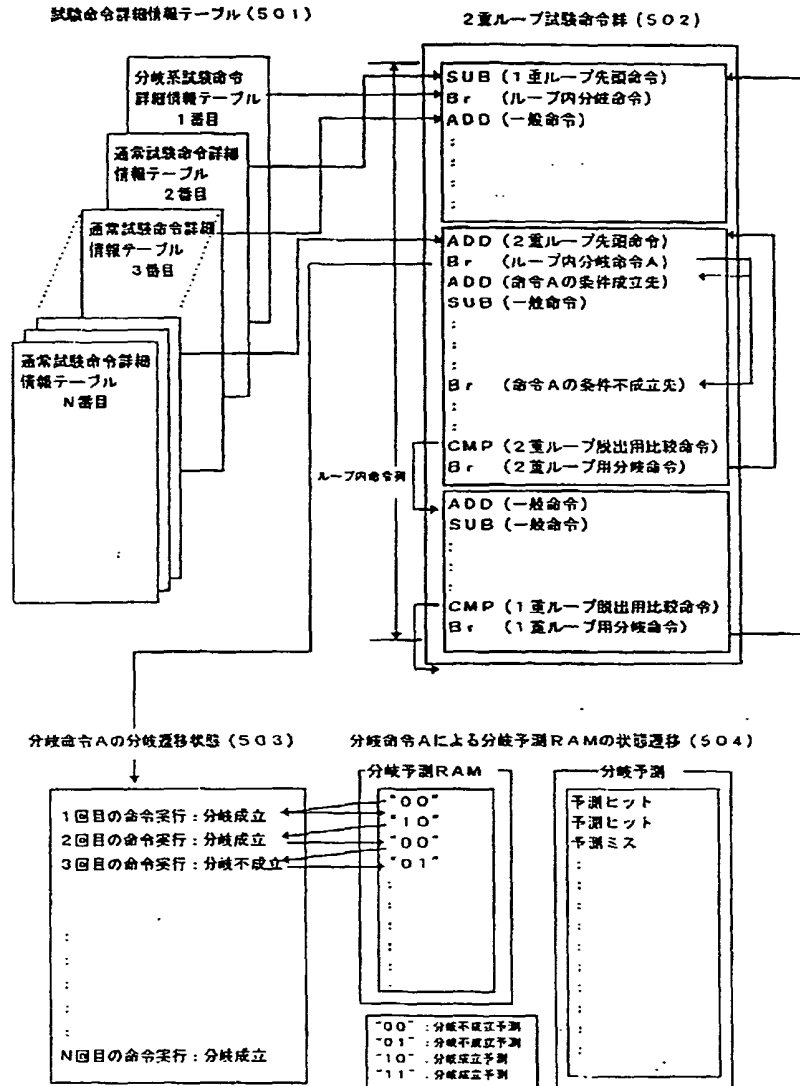 試験命令詳細情報テーブル(501)
2重ループ試験命令群(502)
分岐系試験命令
詳細情報テーブル
1番目
通常試験命令詳細
情報テーブル
2番目
通常試験命令詳細
情報テーブル
3番目
通常試験命令詳細
情報テーブル
N番目
SUB(1重ループ先頭命令)
Br (ループ内分岐命令)
ADD(一般命令)
:
:
:
:
ADD(2重ループ先頭命令)
Br (ループ内分岐命令A)
ADD(命令Aの条件成立先)
SUB(一般命令)
:
:
:
Br (命令Aの条件不成立先)
:
:
CMP(2重ループ脱出用比較命令)
Br (2重ループ用分岐命令)
ループ内命令列
ADD(一般命令)
SUB(一般命令)
:
:
:
CMP(1重ループ脱出用比較命令)
Br (1重ループ用分岐命令)
分岐命令Aの分岐遷移状態(503)
分岐命令Aによる分岐予測RAMの状態遷移(504)
1回目の命令実行:分岐成立
2回目の命令実行:分岐成立
3回目の命令実行:分岐不成立
:
:
:
:
:
N回目の命令実行:分岐成立
分岐予測RAM
"00"
"10"
"00"
"01"
:
:
:
:
:
分岐予測
予測ヒット
予測ヒット
予測ミス
:
:
:
:
:
:
:
:
:
"00":分岐不成立予測
"01":分岐不成立予測
"10":分岐成立予測
"11":分岐成立予測